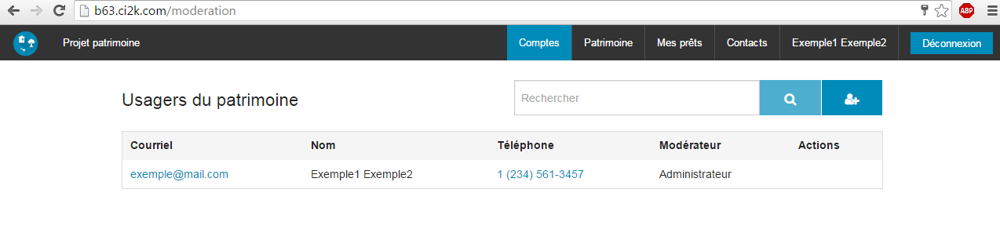 b63.ci2k.com/moderation
ABP
Projet patrimoine Comptes Patrimoine Mes prêts Contacts Exemple1 Exemple2 Déconnexion
Usagers du patrimoine Rechercher
Courriel Nom Téléphone Modérateur Actions
exemple@mail.com Exemple1 Exemple2 1 (234) 561-3457 Administrateur